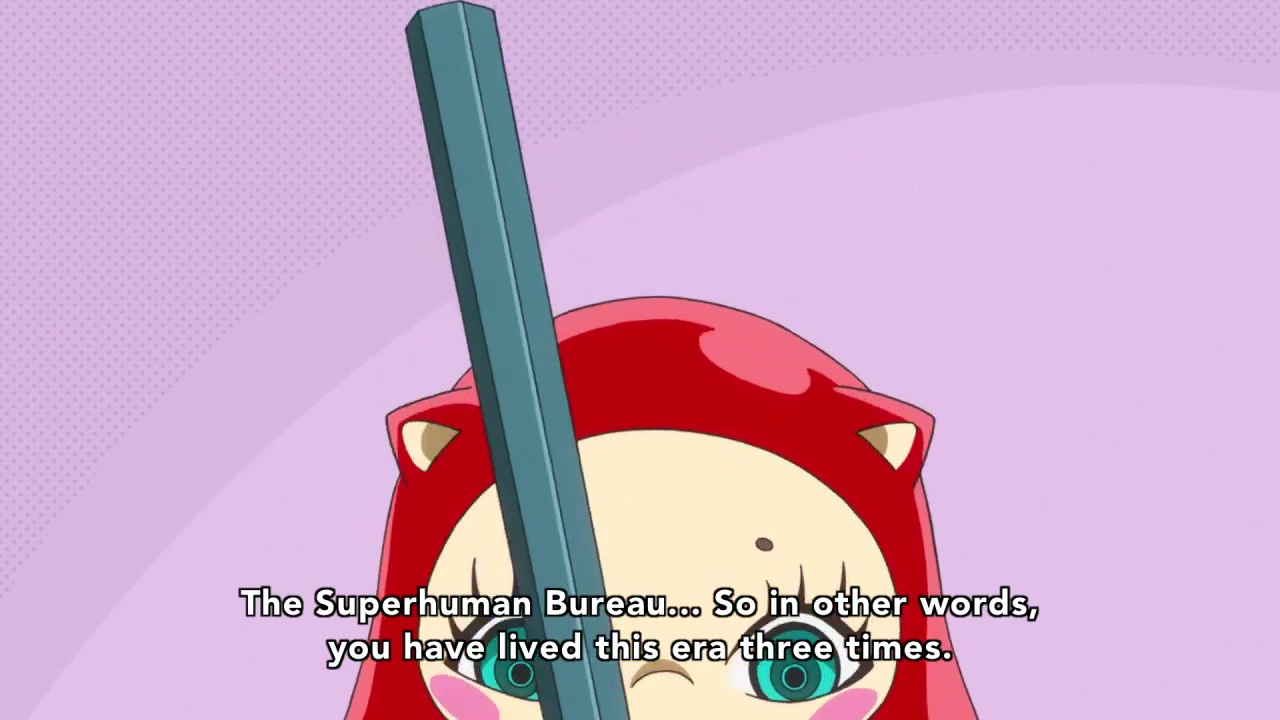 The Superhuman Bureau... So in other words,
you have lived this era three times.